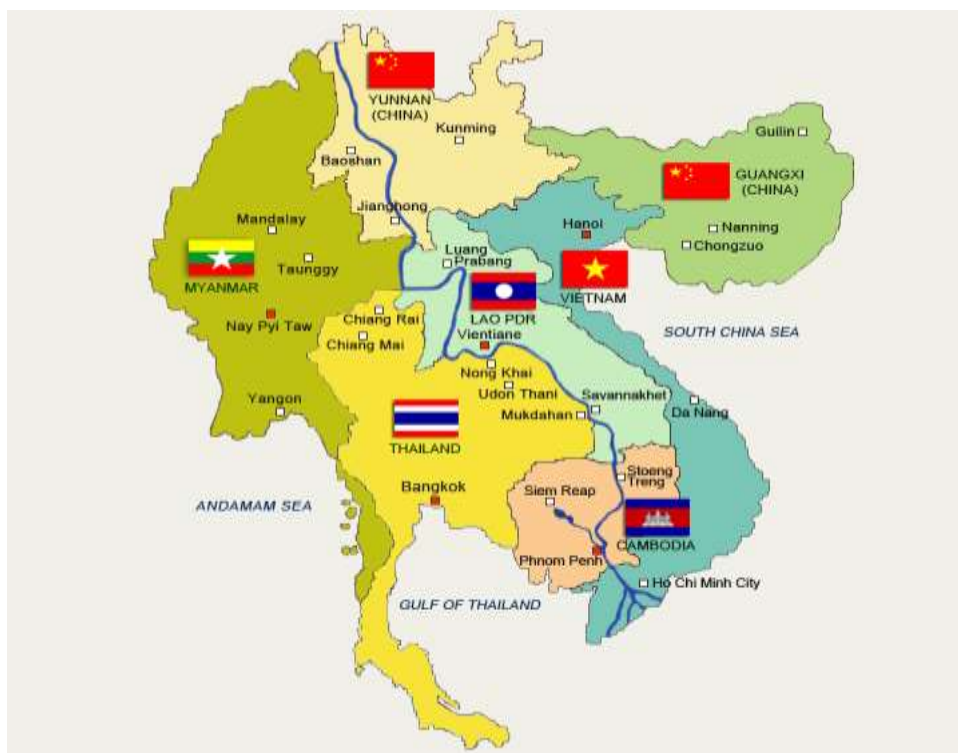 YUNNAN
(CHINA)
Kunming
Guilin
Baoshan
GUANGXI
(CHINA)
Jianghong
Mandalay
Hanoi
Nanning
Chongzuo
Luang
Prabang
Taunggy
MYANMAR
VIETNAM
Nay Pyi Taw
Chiang Rai
LAO PDR
Vientiane
SOUTH CHINA SEA
Chiang Mai
Nong Khai
Udon Thani
Yangon
Savannakhet
Mukdahan
Da Nang
THAILAND
Stoeng
Treng
Bangkok
Siem Reap
ANDAMAM SEA
CAMBODIA
Phnom Penh
Ho Chi Minh City
GULF OF THAILAND